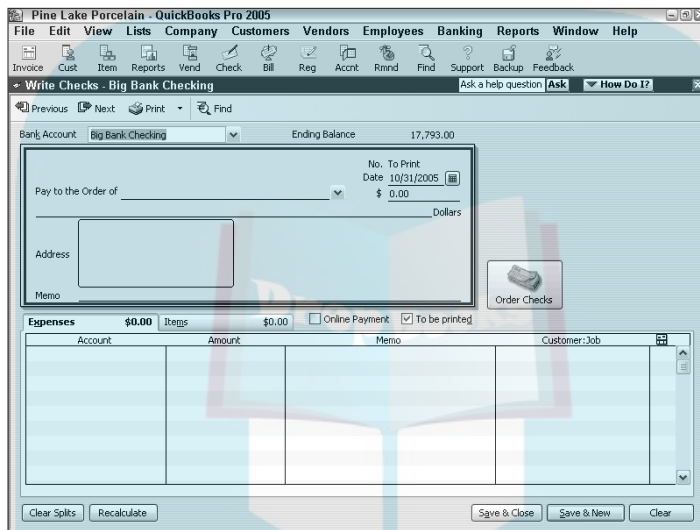 Pine Lake Porcelain - QuickBooks Pro 2005
File Edit View Lists Company Customers Vendors Employees Banking Reports Window Help
Invoice Cust Item Reports Vend Check Bill Reg Accnt Rmnd Find Support Backup Feedback
Write Checks - Big Bank Checking Ask a help question Ask How Do I?
Previous Next Print Find
Bank Account Big Bank Checking Ending Balance 17,793.00
No. To Print
Date 10/31/2005
Pay to the Order of $ 0.00
Dollars
Address
Memo
Order Checks
Expenses $0.00 Items $0.00 Online Payment To be printed
Account Amount Memo Customer:Job
Clear Splits Recalculate Save & Close Save & New Clear